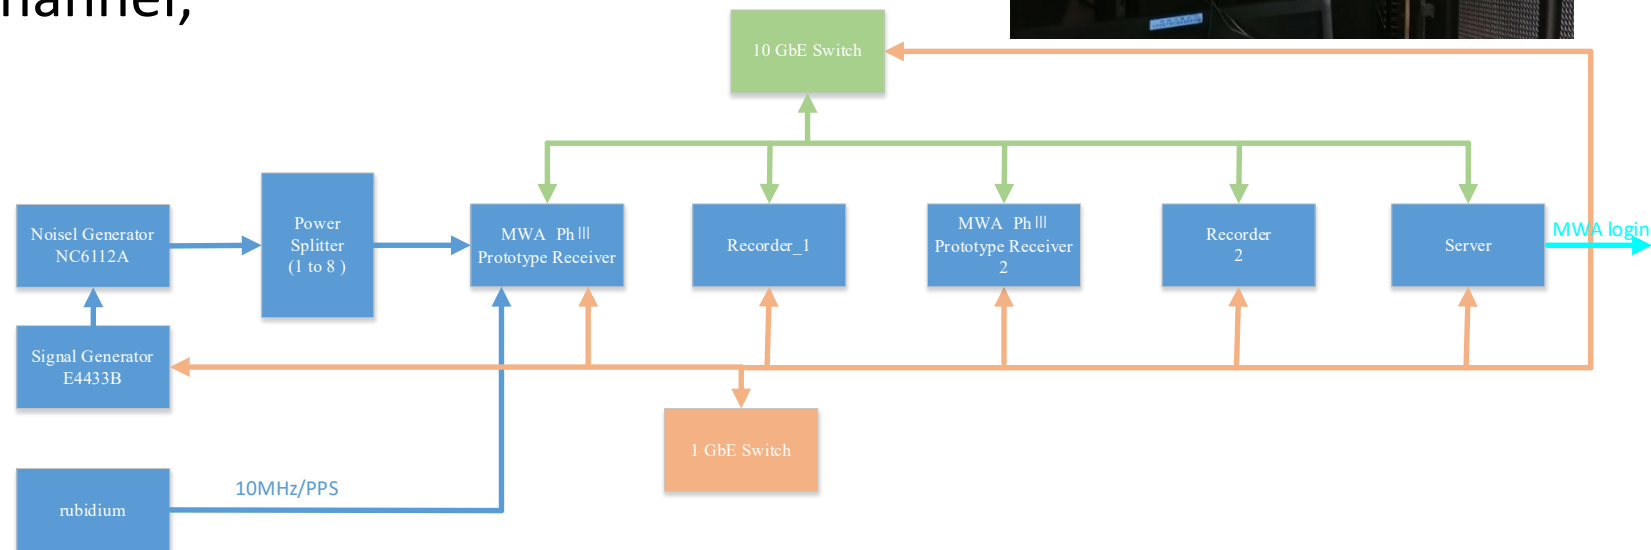 hannel,
10 GbE Switch
Noisel Generator
NC6112A
Power
Splitter
(1 to 8 )
MWA Ph III
Prototype Receiver
Recorder_1
MWA Ph III
Prototype Receiver
2
Recorder
2
Server
MWA login
Signal Generator
E4433B
1 GbE Switch
10MHz/PPS
rubidium